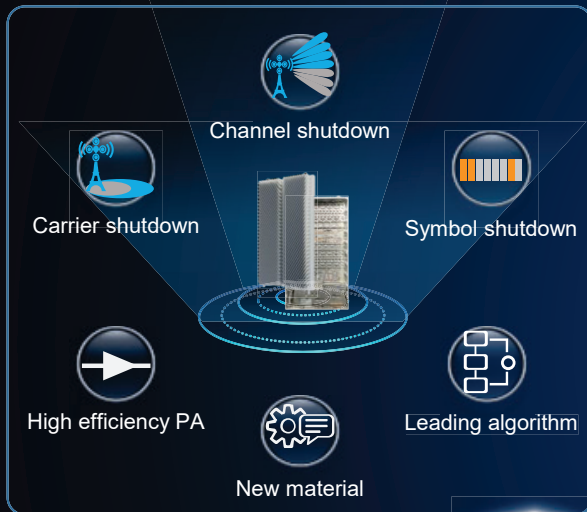 Channel shutdown
Carrier shutdown
Symbol shutdown
High efficiency PA
Leading algorithm
New material